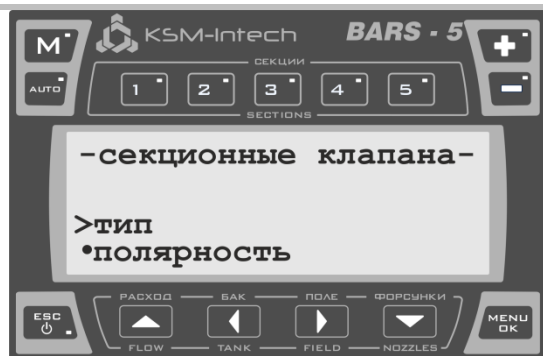 M
KSM-Intech
BARS - 5
+
AUTO
СЕКЦИИ
1 2 3 4 5
SECTIONS
-
-секционные клапана-
>тип
•полярность
РАСХОД БАК ПОЛЕ ФОРСУНКИ
ESC
MENU
OK
FLOW TANK FIELD NOZZLES